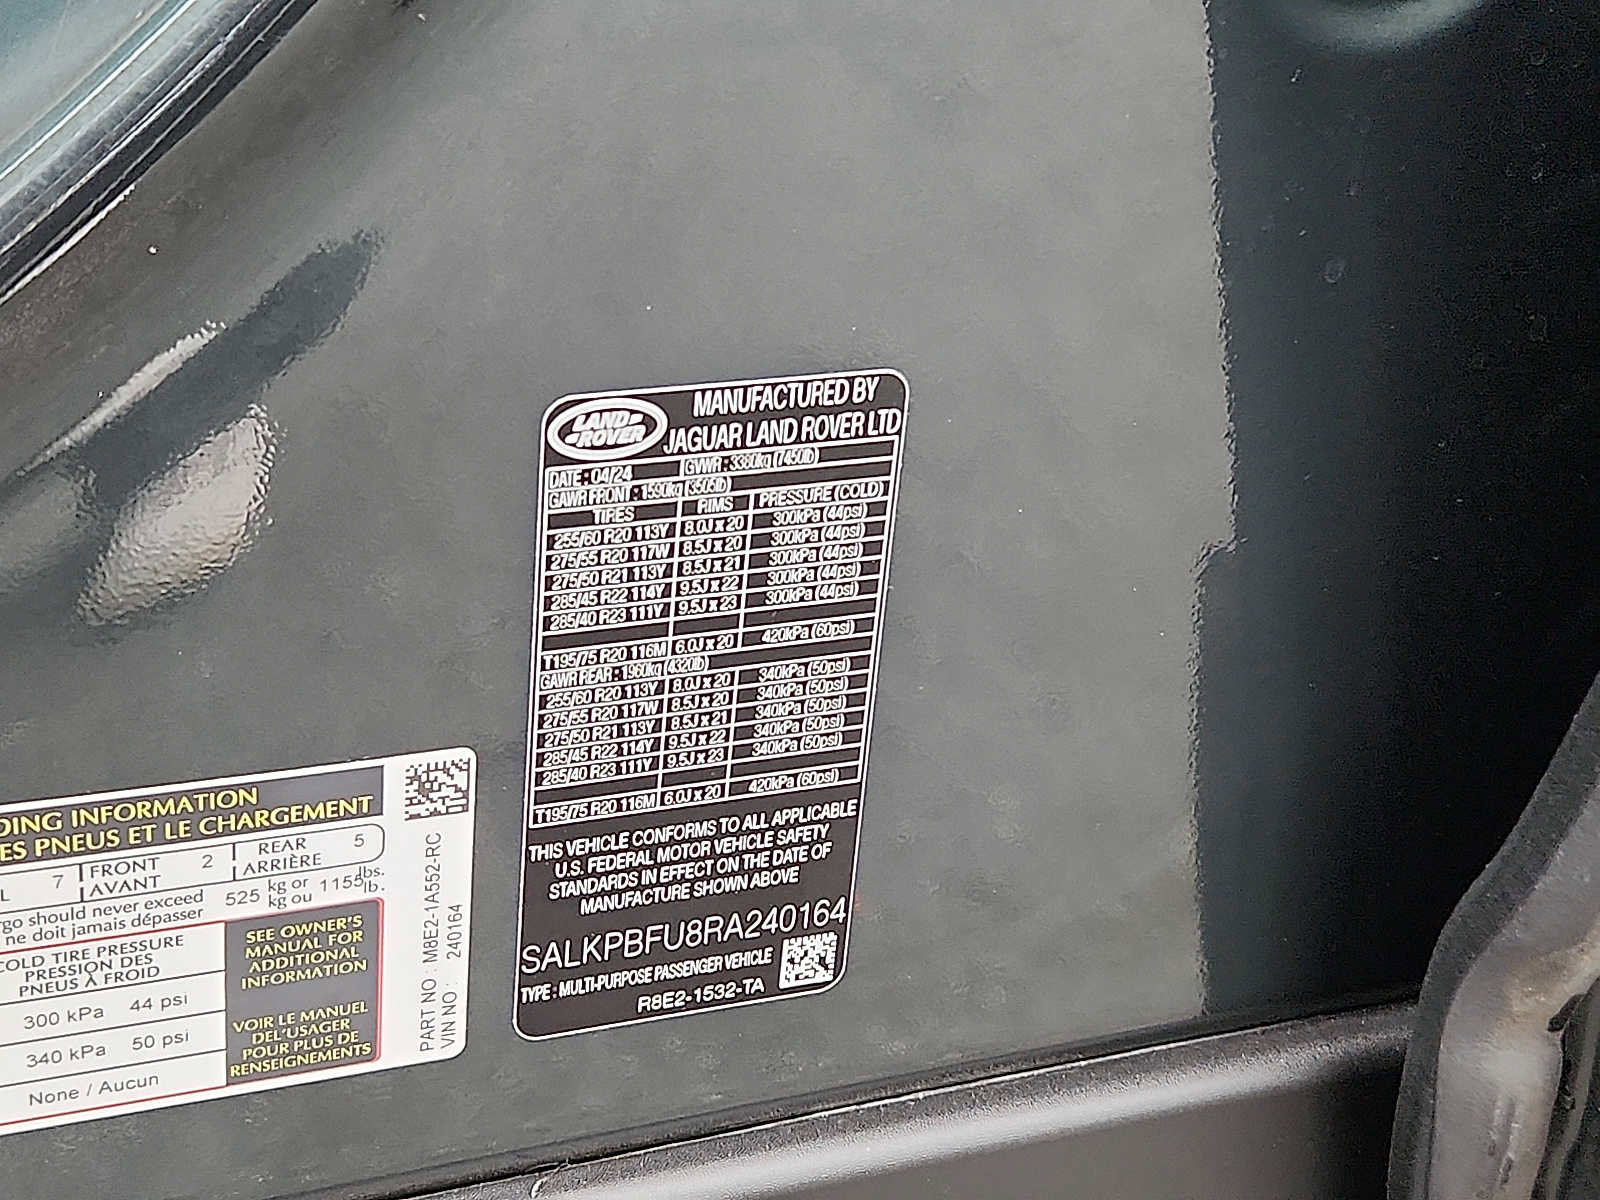 LAND ROVER
MANUFACTURED BY
JAGUAR LAND ROVER LTD
DATE : 04/24 GVWR : 3380kg (7450lb)
GAWR FRONT : 1590kg (3505lb)
TIRES RIMS PRESSURE (COLD)
255/60 R20 113Y 8.0J x 20 300kPa (44psi)
275/55 R20 117W 8.5J x 20 300kPa (44psi)
275/50 R21 113Y 8.5J x 21 300kPa (44psi)
285/45 R22 114Y 9.5J x 22 300kPa (44psi)
285/40 R23 111Y 9.5J x 23 300kPa (44psi)
T195/75 R20 116M 6.0J x 20 420kPa (60psi)
GAWR REAR : 1960kg (4320lb)
255/60 R20 113Y 8.0J x 20 340kPa (50psi)
275/55 R20 117W 8.5J x 20 340kPa (50psi)
275/50 R21 113Y 8.5J x 21 340kPa (50psi)
285/45 R22 114Y 9.5J x 22 340kPa (50psi)
285/40 R23 111Y 9.5J x 23 340kPa (50psi)
T195/75 R20 116M 6.0J x 20 420kPa (60psi)
THIS VEHICLE CONFORMS TO ALL APPLICABLE
U.S. FEDERAL MOTOR VEHICLE SAFETY
STANDARDS IN EFFECT ON THE DATE OF
MANUFACTURE SHOWN ABOVE
SALKPBFU8RA240164
TYPE : MULTI-PURPOSE PASSENGER VEHICLE
R8E2-1532-TA
DING INFORMATION
ES PNEUS ET LE CHARGEMENT
L 7 FRONT 2 REAR 5
AVANT ARRIÈRE
rgo should never exceed 525 kg or 1155 lbs.
ne doit jamais dépasser kg ou lb.
COLD TIRE PRESSURE
PRESSION DES
PNEUS À FROID
300 kPa 44 psi
340 kPa 50 psi
None / Aucun
SEE OWNER'S
MANUAL FOR
ADDITIONAL
INFORMATION
VOIR LE MANUEL
DEL'USAGER
POUR PLUS DE
RENSEIGNEMENTS
PART NO : M8E2-1A552-RC
VIN NO : 240164